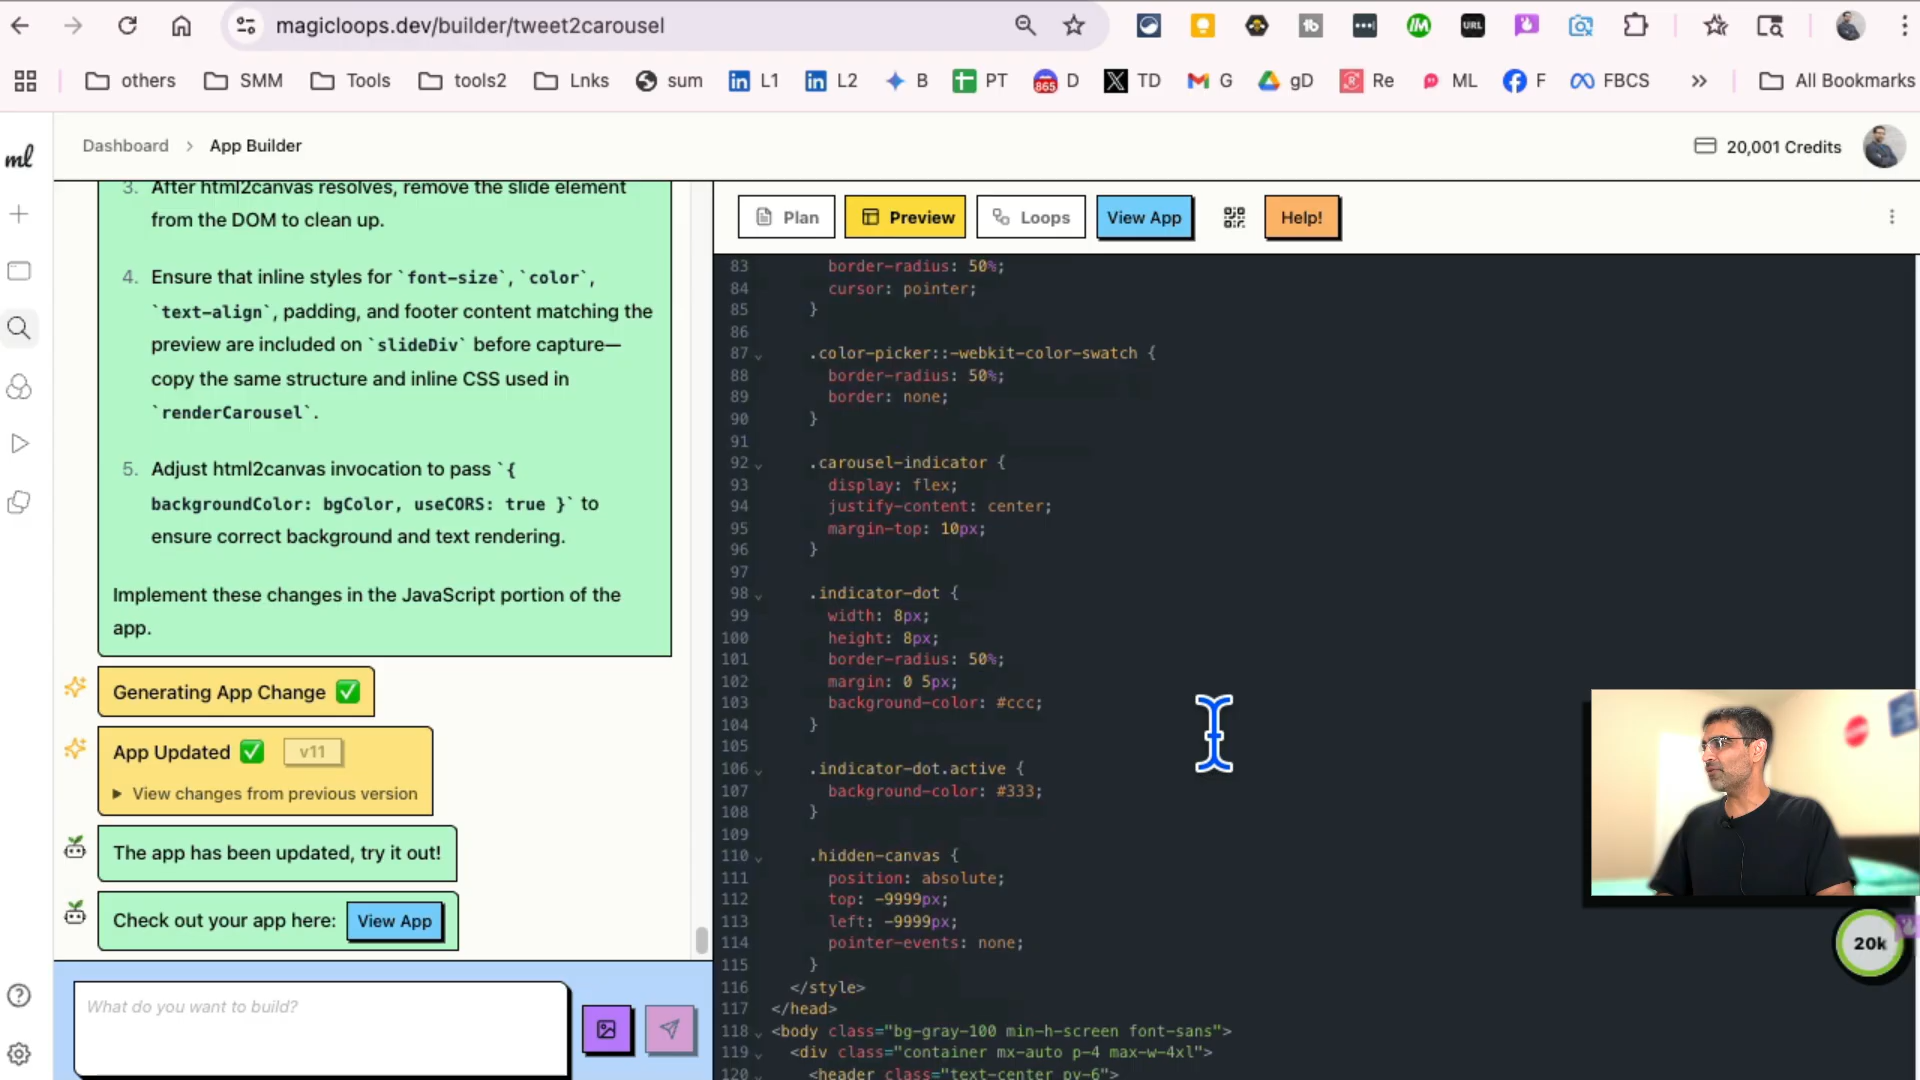 magicloops.dev/builder/tweet2carousel
others
SMM
Tools
tools2
Lnks
sum
L1
L2
B
PT
D
TD
G
gD
Re
ML
F
FBCS
All Bookmarks
ml
Dashboard > App Builder
20,001 Credits
3. After html2canvas resolves, remove the slide element
from the DOM to clean up.
4. Ensure that inline styles for `font-size`, `color`,
`text-align`, padding, and footer content matching the
preview are included on `slideDiv` before capture—
copy the same structure and inline CSS used in
`renderCarousel`.
5. Adjust html2canvas invocation to pass `{
backgroundColor: bgColor, useCORS: true }` to
ensure correct background and text rendering.
Implement these changes in the JavaScript portion of the
app.
Generating App Change
App Updated v11
View changes from previous version
The app has been updated, try it out!
Check out your app here: View App
What do you want to build?
Plan
Preview
Loops
View App
Help!
83 border-radius: 50%;
84 cursor: pointer;
85 }
86
87 .color-picker::-webkit-color-swatch {
88 border-radius: 50%;
89 border: none;
90 }
91
92 .carousel-indicator {
93 display: flex;
94 justify-content: center;
95 margin-top: 10px;
96 }
97
98 .indicator-dot {
99 width: 8px;
100 height: 8px;
101 border-radius: 50%;
102 margin: 0 5px;
103 background-color: #ccc;
104 }
105
106 .indicator-dot.active {
107 background-color: #333;
108 }
109
110 .hidden-canvas {
111 position: absolute;
112 top: -9999px;
113 left: -9999px;
114 pointer-events: none;
115 }
116 </style>
117 </head>
118 <body class="bg-gray-100 min-h-screen font-sans">
119 <div class="container mx-auto p-4 max-w-4xl">
120 <header class="text-center py-6">
20k